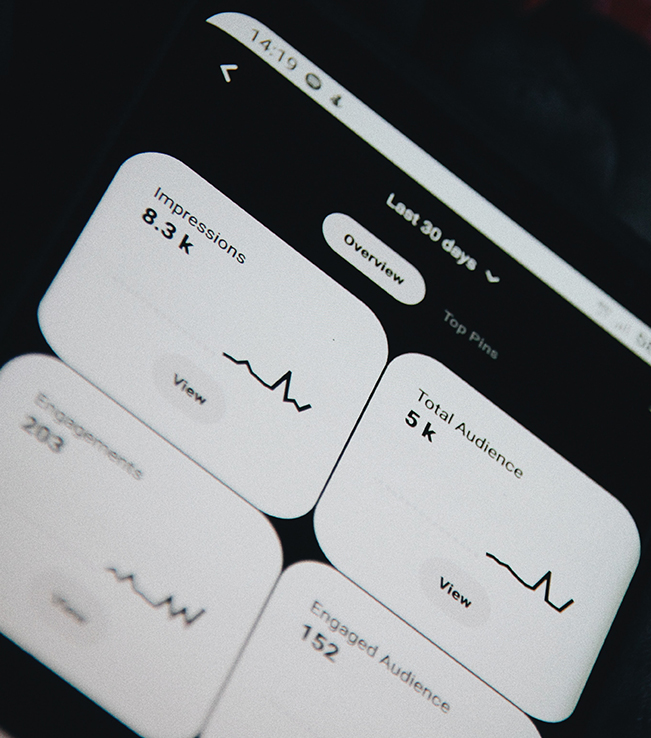 14:19
Last 30 days
Overview
Top Pins
Impressions
8.3 k
View
Total Audience
5 k
View
Engagements
203
View
Engaged Audience
152